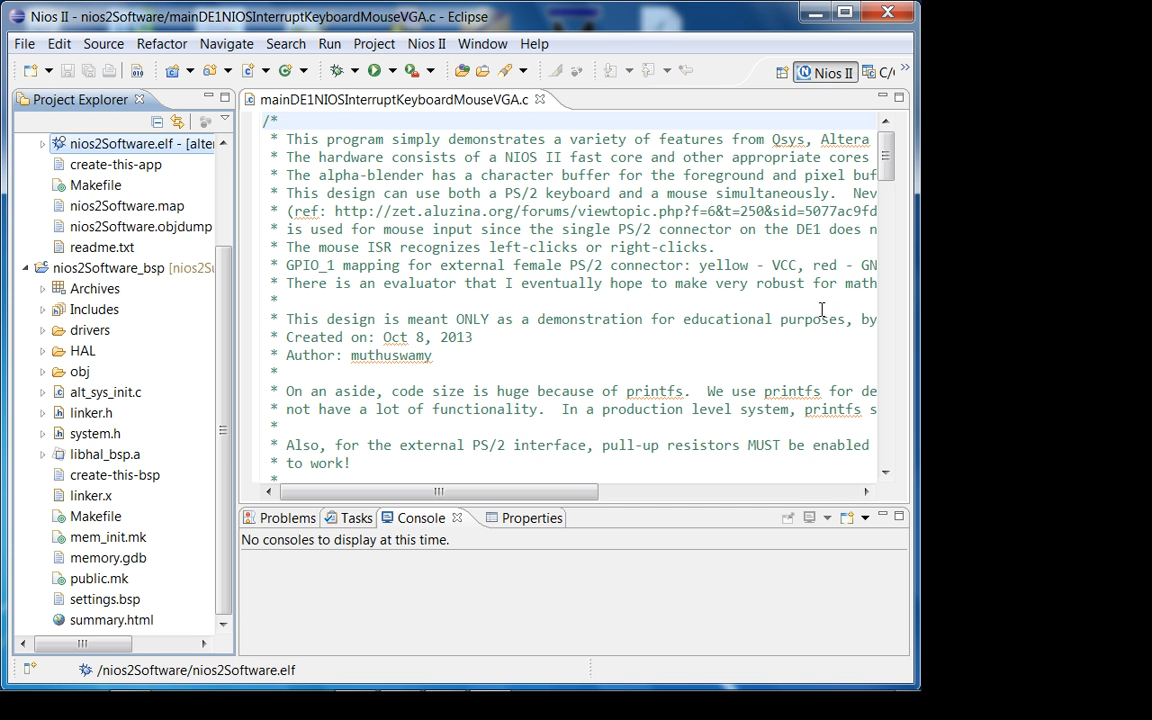 Nios II - nios2Software/mainDE1NIOSInterruptKeyboardMouseVGA.c - Eclipse
File Edit Source Refactor Navigate Search Run Project Nios II Window Help
Nios II C/
Project Explorer
nios2Software.elf - [alter
create-this-app
Makefile
nios2Software.map
nios2Software.objdump
readme.txt
nios2Software_bsp [nios2S
Archives
Includes
drivers
HAL
obj
alt_sys_init.c
linker.h
system.h
libhal_bsp.a
create-this-bsp
linker.x
Makefile
mem_init.mk
memory.gdb
public.mk
settings.bsp
summary.html
mainDE1NIOSInterruptKeyboardMouseVGA.c
/*
* This program simply demonstrates a variety of features from Qsys, Altera
* The hardware consists of a NIOS II fast core and other appropriate cores
* The alpha-blender has a character buffer for the foreground and pixel buf
* This design can use both a PS/2 keyboard and a mouse simultaneously.  Nev
* (ref: http://zet.aluzina.org/forums/viewtopic.php?f=6&t=250&sid=5077ac9fd
* is used for mouse input since the single PS/2 connector on the DE1 does n
* The mouse ISR recognizes left-clicks or right-clicks.
* GPIO_1 mapping for external female PS/2 connector: yellow - VCC, red - GN
* There is an evaluator that I eventually hope to make very robust for math
*
* This design is meant ONLY as a demonstration for educational purposes, by
* Created on: Oct 8, 2013
* Author: muthuswamy
*
* On an aside, code size is huge because of printfs.  We use printfs for de
* not have a lot of functionality.  In a production level system, printfs s
*
* Also, for the external PS/2 interface, pull-up resistors MUST be enabled
* to work!
*
Problems Tasks Console Properties
No consoles to display at this time.
/nios2Software/nios2Software.elf